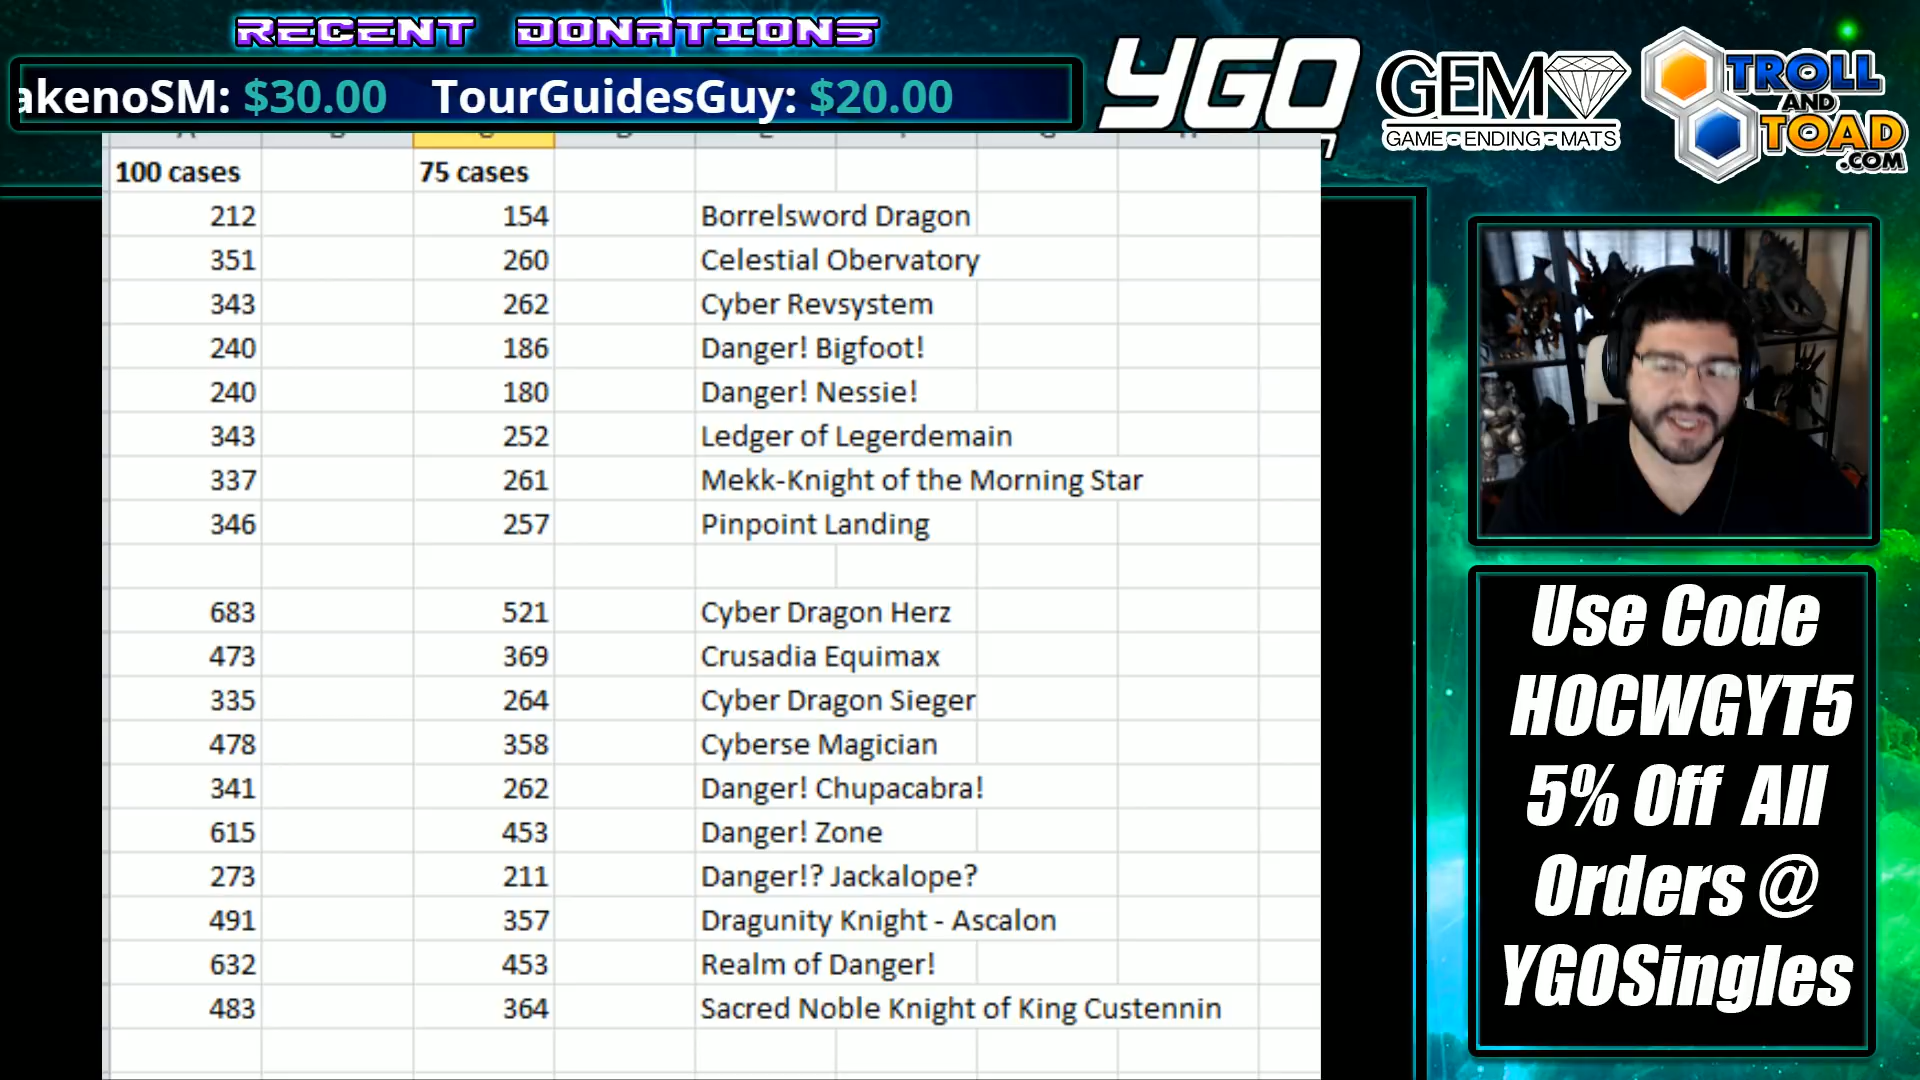 RECENT DONATIONS
akenoSM: $30.00 TourGuidesGuy: $20.00
YGO
GEM
GAME - ENDING - MATS
TROLL
AND
TOAD
.COM
100 cases 75 cases
212 154 Borrelsword Dragon
351 260 Celestial Obervatory
343 262 Cyber Revsystem
240 186 Danger! Bigfoot!
240 180 Danger! Nessie!
343 252 Ledger of Legerdemain
337 261 Mekk-Knight of the Morning Star
346 257 Pinpoint Landing
683 521 Cyber Dragon Herz
473 369 Crusadia Equimax
335 264 Cyber Dragon Sieger
478 358 Cyberse Magician
341 262 Danger! Chupacabra!
615 453 Danger! Zone
273 211 Danger!? Jackalope?
491 357 Dragunity Knight - Ascalon
632 453 Realm of Danger!
483 364 Sacred Noble Knight of King Custennin
Use Code
HOCWGYT5
5% Off All
Orders @
YGOSingles